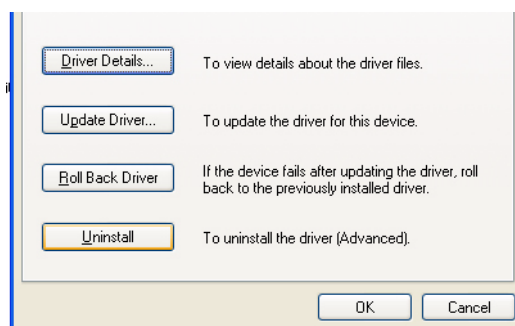 Driver Details... To view details about the driver files.
Update Driver... To update the driver for this device.
Roll Back Driver If the device fails after updating the driver, roll
back to the previously installed driver.
Uninstall To uninstall the driver (Advanced).
OK Cancel